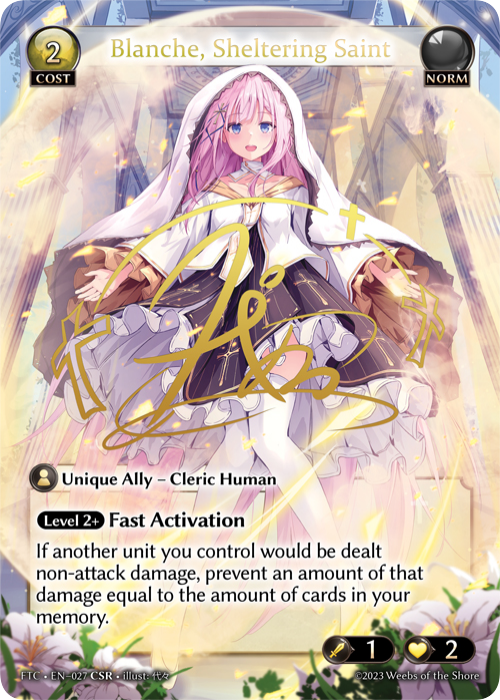 2
COST
Blanche, Sheltering Saint
NORM
Unique Ally – Cleric Human
Level 2+ Fast Activation
If another unit you control would be dealt
non-attack damage, prevent an amount of that
damage equal to the amount of cards in your
memory.
1
2
FTC • EN-027 CSR • illust: 代々
©2023 Weebs of the Shore